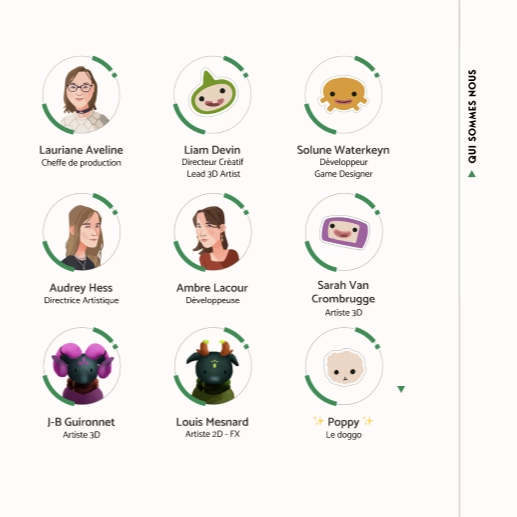 Lauriane Aveline
Cheffe de production
Liam Devin
Directeur Créatif
Lead 3D Artist
Solune Waterkeyn
Développeur
Game Designer
Audrey Hess
Directrice Artistique
Ambre Lacour
Développeuse
Sarah Van
Crombrugge
Artiste 3D
J-B Guironnet
Artiste 3D
Louis Mesnard
Artiste 2D - FX
✨ Poppy ✨
Le doggo
QUI SOMMES NOUS